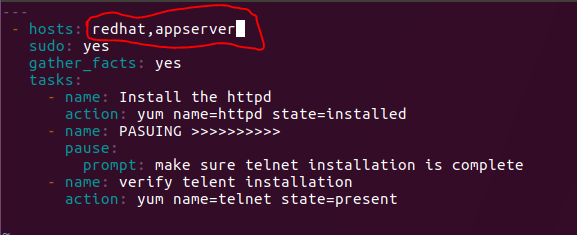 ---
- hosts: redhat,appserver
sudo: yes
gather_facts: yes
tasks:
- name: Install the httpd
action: yum name=httpd state=installed
- name: PASUING >>>>>>>>>>
pause:
prompt: make sure telnet installation is complete
- name: verify telent installation
action: yum name=telnet state=present
~